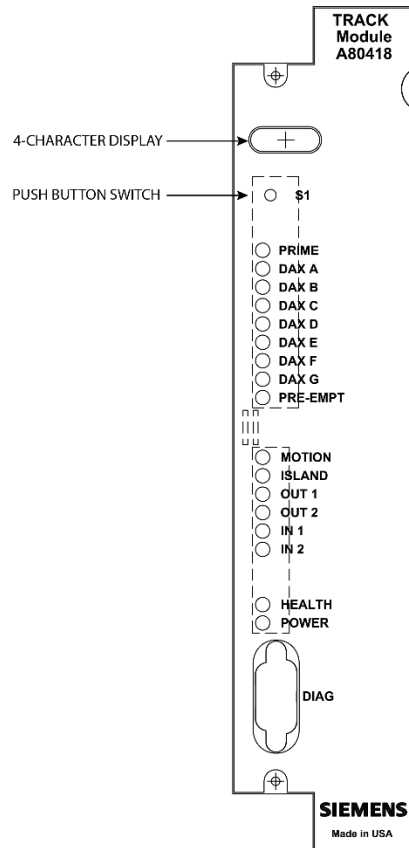 TRACK
Module
A80418
4-CHARACTER DISPLAY
PUSH BUTTON SWITCH
S1
PRIME
DAX A
DAX B
DAX C
DAX D
DAX E
DAX F
DAX G
PRE-EMPT
MOTION
ISLAND
OUT 1
OUT 2
IN 1
IN 2
HEALTH
POWER
DIAG
SIEMENS
Made in USA